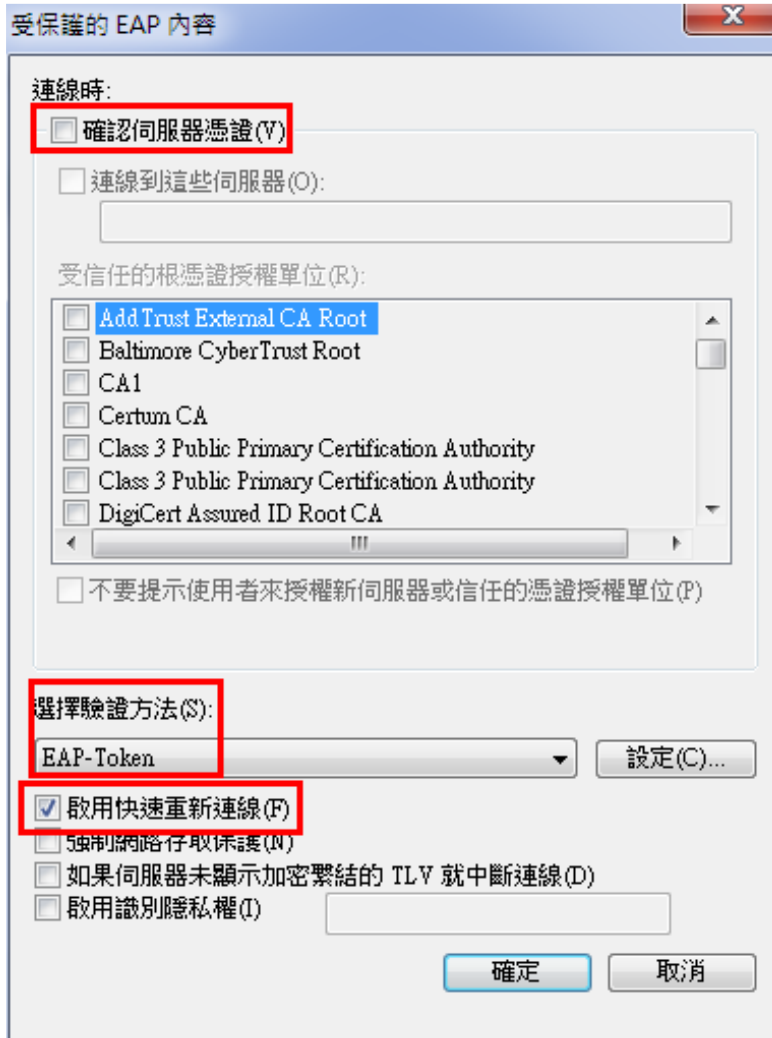 受保護的 EAP 內容
連線時:
確認伺服器憑證(V)
連線到這些伺服器(O):
受信任的根憑證授權單位(R):
AddTrust External CA Root
Baltimore CyberTrust Root
CA1
Certum CA
Class 3 Public Primary Certification Authority
Class 3 Public Primary Certification Authority
DigiCert Assured ID Root CA
不要提示使用者來授權新伺服器或信任的憑證授權單位(P)
選擇驗證方法(S):
EAP-Token 設定(C)...
啟用快速重新連線(F)
強制網路存取保護(N)
如果伺服器未顯示加密繫結的 TLV 就中斷連線(D)
啟用識別隱私權(I)
確定 取消